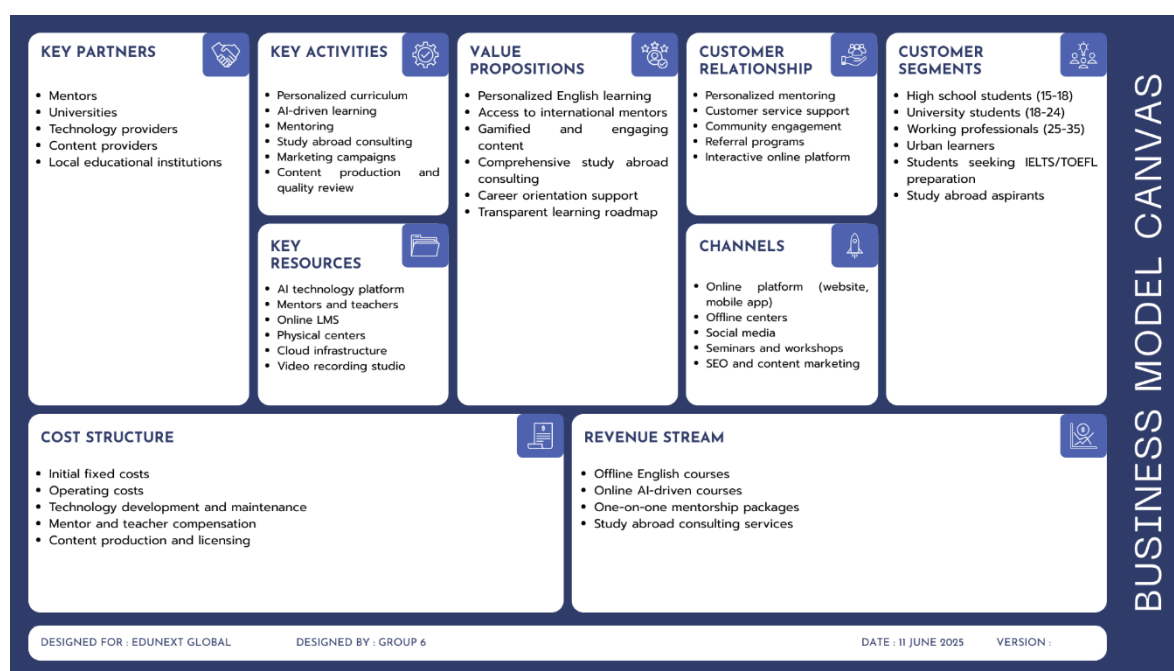 KEY PARTNERS
• Mentors
• Universities
• Technology providers
• Content providers
• Local educational institutions
KEY ACTIVITIES
• Personalized curriculum
• AI-driven learning
• Mentoring
• Study abroad consulting
• Marketing campaigns
• Content production and
quality review
KEY
RESOURCES
• AI technology platform
• Mentors and teachers
• Online LMS
• Physical centers
• Cloud infrastructure
• Video recording studio
VALUE
PROPOSITIONS
• Personalized English learning
• Access to international mentors
• Gamified and engaging
content
• Comprehensive study abroad
consulting
• Career orientation support
• Transparent learning roadmap
CUSTOMER
RELATIONSHIP
• Personalized mentoring
• Customer service support
• Community engagement
• Referral programs
• Interactive online platform
CHANNELS
• Online platform (website,
mobile app)
• Offline centers
• Social media
• Seminars and workshops
• SEO and content marketing
CUSTOMER
SEGMENTS
• High school students (15-18)
• University students (18-24)
• Working professionals (25-35)
• Urban learners
• Students seeking IELTS/TOEFL
preparation
• Study abroad aspirants
COST STRUCTURE
• Initial fixed costs
• Operating costs
• Technology development and maintenance
• Mentor and teacher compensation
• Content production and licensing
REVENUE STREAM
• Offline English courses
• Online AI-driven courses
• One-on-one mentorship packages
• Study abroad consulting services
DESIGNED FOR : EDUNEXT GLOBAL
DESIGNED BY : GROUP 6
DATE : 11 JUNE 2025
VERSION :
BUSINESS MODEL CANVAS